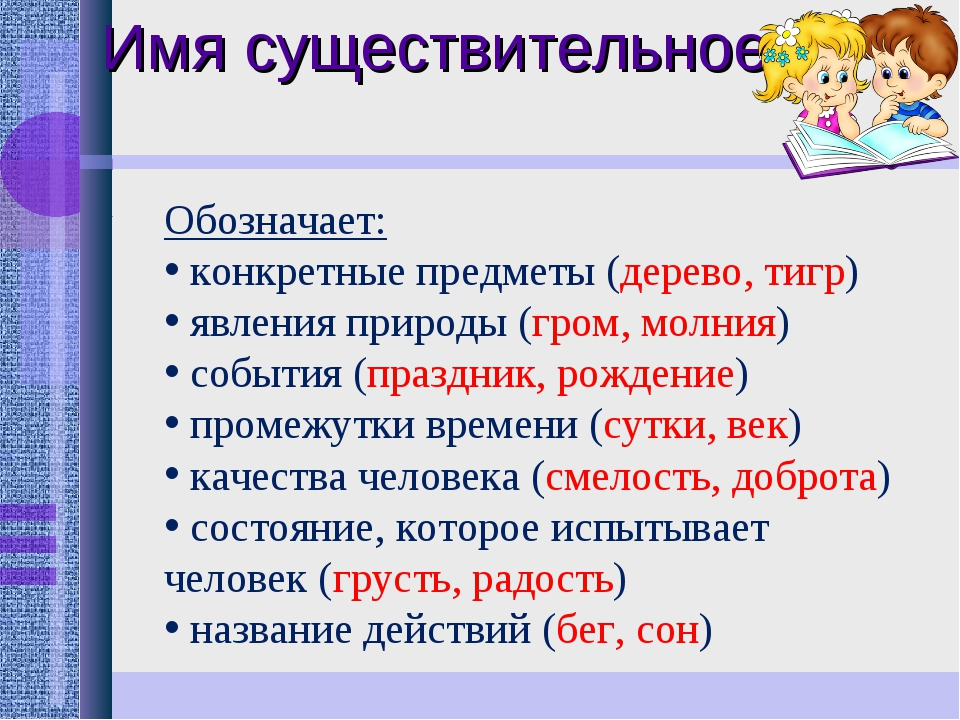 Имя существительное
Обозначает:
• конкретные предметы (дерево, тигр)
• явления природы (гром, молния)
• события (праздник, рождение)
• промежутки времени (сутки, век)
• качества человека (смелость, доброта)
• состояние, которое испытывает
человек (грусть, радость)
• название действий (бег, сон)